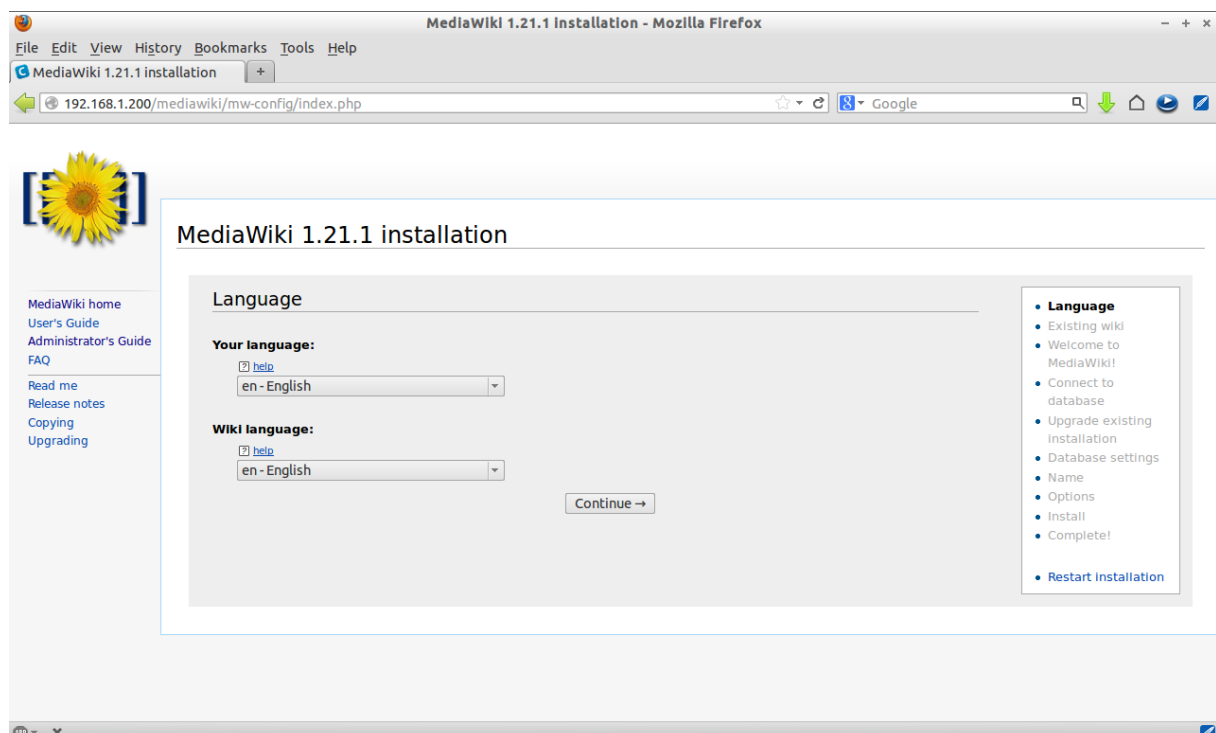 MediaWiki 1.21.1 installation - Mozilla Firefox
File Edit View History Bookmarks Tools Help
MediaWiki 1.21.1 installation
192.168.1.200/mediawiki/mw-config/index.php
Google
MediaWiki 1.21.1 installation
MediaWiki home
User's Guide
Administrator's Guide
FAQ
Read me
Release notes
Copying
Upgrading
Language
Your language:
help
en - English
Wiki language:
help
en - English
Continue →
Language
Existing wiki
Welcome to
MediaWiki!
Connect to
database
Upgrade existing
installation
Database settings
Name
Options
Install
Complete!
Restart installation